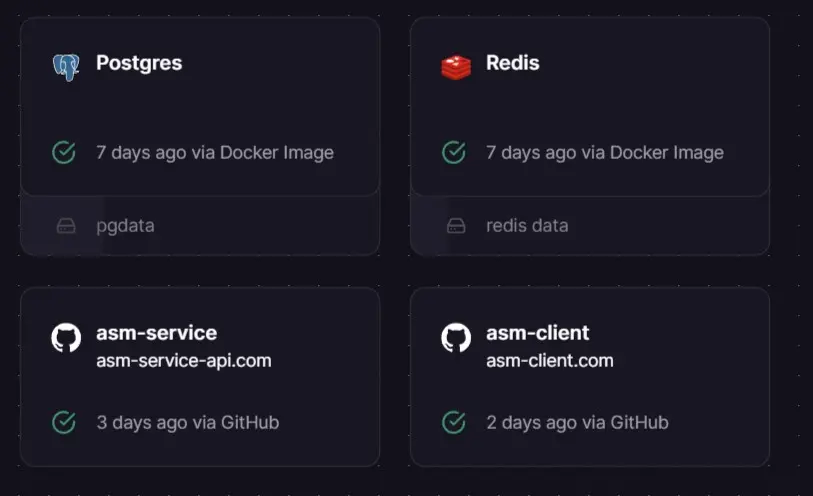 Postgres
7 days ago via Docker Image
pgdata
Redis
7 days ago via Docker Image
redis data
asm-service
asm-service-api.com
3 days ago via GitHub
asm-client
asm-client.com
2 days ago via GitHub